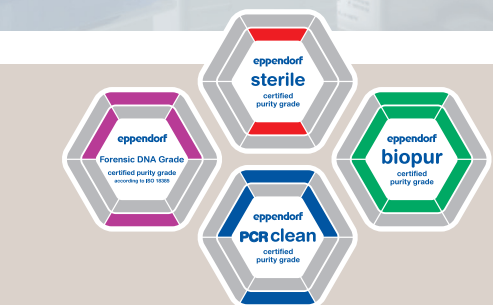 eppendorf
sterile
certified
purity grade
eppendorf
Forensic DNA Grade
certified purity grade
according to ISO 18385
eppendorf
biopur
certified
purity grade
eppendorf
PCR clean
certified
purity grade